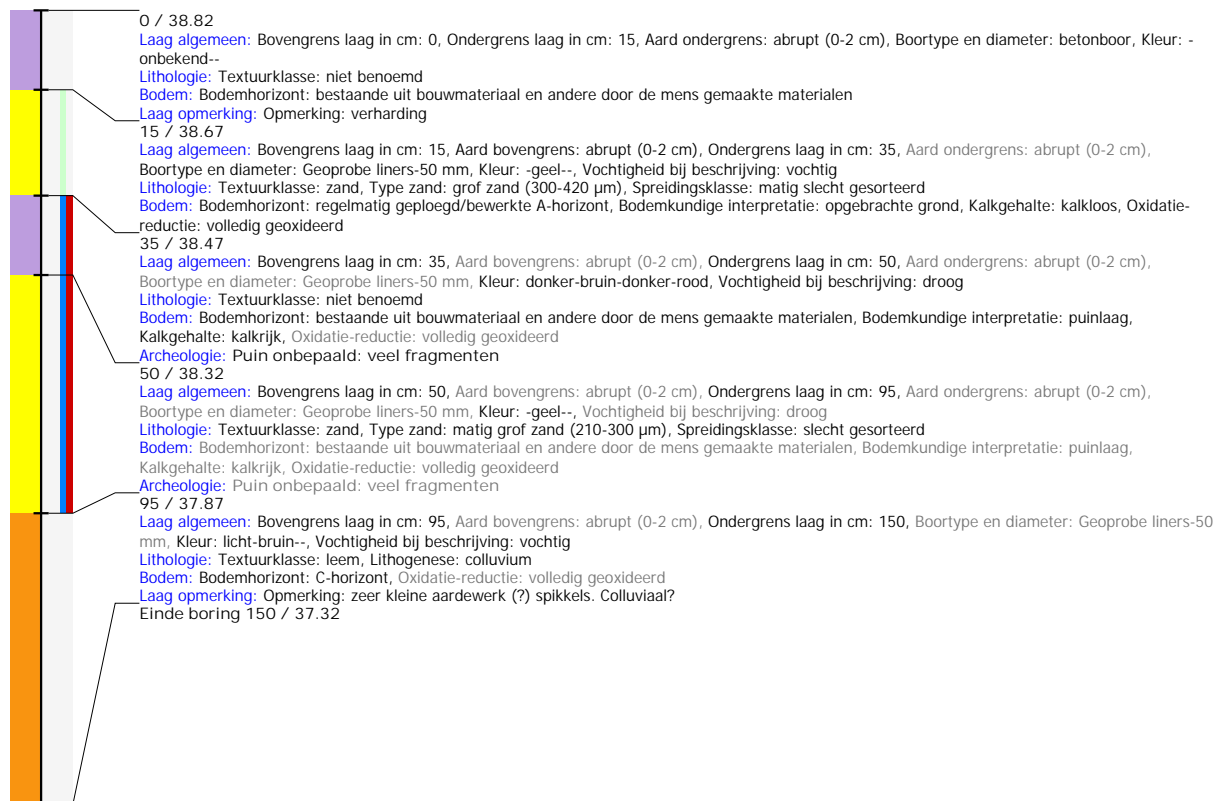 0 / 38.82
Laag algemeen: Bovengrens laag in cm: 0, Ondergrens laag in cm: 15, Aard ondergrens: abrupt (0-2 cm), Boortype en diameter: betonboor, Kleur: -
onbekend--
Lithologie: Textuurklasse: niet benoemd
Bodem: Bodemhorizont: bestaande uit bouwmateriaal en andere door de mens gemaakte materialen
Laag opmerking: Opmerking: verharding
15 / 38.67
Laag algemeen: Bovengrens laag in cm: 15, Aard bovengrens: abrupt (0-2 cm), Ondergrens laag in cm: 35, Aard ondergrens: abrupt (0-2 cm),
Boortype en diameter: Geoprobe liners-50 mm, Kleur: -geel--, Vochtigheid bij beschrijving: vochtig
Lithologie: Textuurklasse: zand, Type zand: grof zand (300-420 µm), Spreidingsklasse: matig slecht gesorteerd
Bodem: Bodemhorizont: regelmatig geploegd/bewerkte A-horizont, Bodemkundige interpretatie: opgebrachte grond, Kalkgehalte: kalkloos, Oxidatie-
reductie: volledig geoxideerd
35 / 38.47
Laag algemeen: Bovengrens laag in cm: 35, Aard bovengrens: abrupt (0-2 cm), Ondergrens laag in cm: 50, Aard ondergrens: abrupt (0-2 cm),
Boortype en diameter: Geoprobe liners-50 mm, Kleur: donker-bruin-donker-rood, Vochtigheid bij beschrijving: droog
Lithologie: Textuurklasse: niet benoemd
Bodem: Bodemhorizont: bestaande uit bouwmateriaal en andere door de mens gemaakte materialen, Bodemkundige interpretatie: puinlaag,
Kalkgehalte: kalkrijk, Oxidatie-reductie: volledig geoxideerd
Archeologie: Puin onbepaald: veel fragmenten
50 / 38.32
Laag algemeen: Bovengrens laag in cm: 50, Aard bovengrens: abrupt (0-2 cm), Ondergrens laag in cm: 95, Aard ondergrens: abrupt (0-2 cm),
Boortype en diameter: Geoprobe liners-50 mm, Kleur: -geel--, Vochtigheid bij beschrijving: droog
Lithologie: Textuurklasse: zand, Type zand: matig grof zand (210-300 µm), Spreidingsklasse: slecht gesorteerd
Bodem: Bodemhorizont: bestaande uit bouwmateriaal en andere door de mens gemaakte materialen, Bodemkundige interpretatie: puinlaag,
Kalkgehalte: kalkrijk, Oxidatie-reductie: volledig geoxideerd
Archeologie: Puin onbepaald: veel fragmenten
95 / 37.87
Laag algemeen: Bovengrens laag in cm: 95, Aard bovengrens: abrupt (0-2 cm), Ondergrens laag in cm: 150, Boortype en diameter: Geoprobe liners-50
mm, Kleur: licht-bruin--, Vochtigheid bij beschrijving: vochtig
Lithologie: Textuurklasse: leem, Lithogenese: colluvium
Bodem: Bodemhorizont: C-horizont, Oxidatie-reductie: volledig geoxideerd
Laag opmerking: Opmerking: zeer kleine aardewerk (?) spikkels. Colluviaal?
Einde boring 150 / 37.32